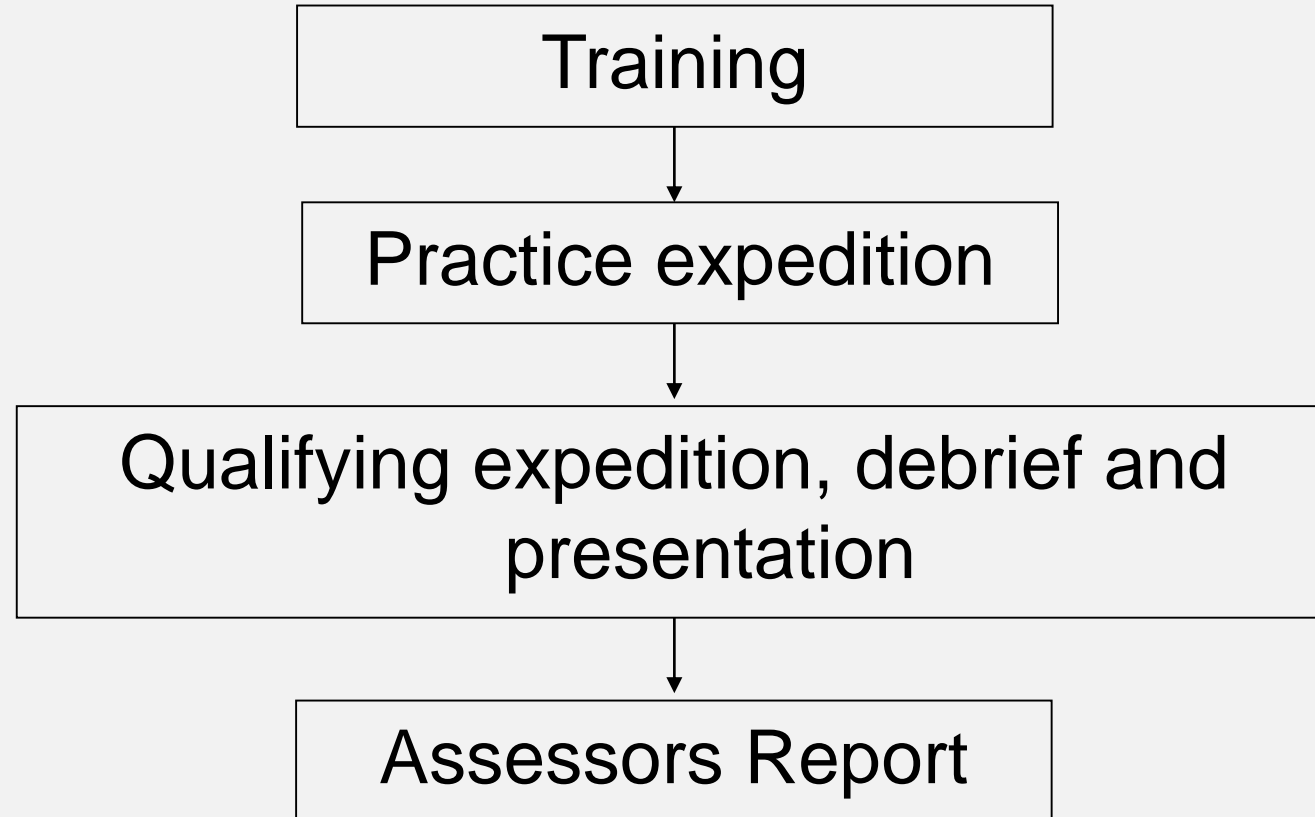 Training
Practice expedition
Qualifying expedition, debrief and
presentation
Assessors Report